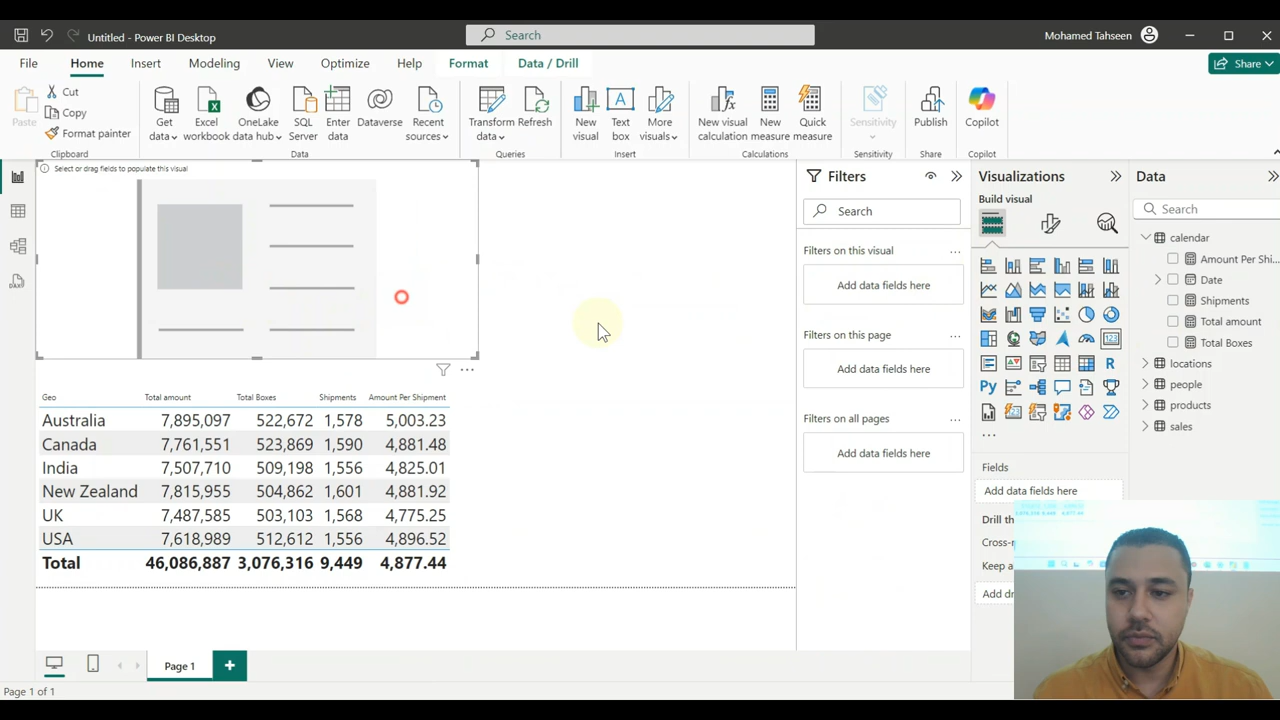 Untitled - Power BI Desktop
Search
Mohamed Tahseen
File
Home
Insert
Modeling
View
Optimize
Help
Format
Data / Drill
Share
Paste
Cut
Copy
Format painter
Clipboard
Get data
Excel workbook
OneLake data hub
SQL Server
Enter data
Dataverse
Recent sources
Data
Transform data
Refresh
Queries
New visual
Text box
More visuals
Insert
New visual calculation
New measure
Quick measure
Calculations
Sensitivity
Sensitivity
Publish
Share
Copilot
Copilot
Select or drag fields to populate this visual
Geo Total amount Total Boxes Shipments Amount Per Shipment
Australia 7,895,097 522,672 1,578 5,003.23
Canada 7,761,551 523,869 1,590 4,881.48
India 7,507,710 509,198 1,556 4,825.01
New Zealand 7,815,955 504,862 1,601 4,881.92
UK 7,487,585 503,103 1,568 4,775.25
USA 7,618,989 512,612 1,556 4,896.52
Total 46,086,887 3,076,316 9,449 4,877.44
Filters
Search
Filters on this visual
Add data fields here
Filters on this page
Add data fields here
Filters on all pages
Add data fields here
Visualizations
Build visual
123
R
Py
Fields
Add data fields here
Drill th
Cross-r
Keep a
Add dr
Data
Search
calendar
Amount Per Shi...
Date
Shipments
Total amount
Total Boxes
locations
people
products
sales
Page 1
Page 1 of 1